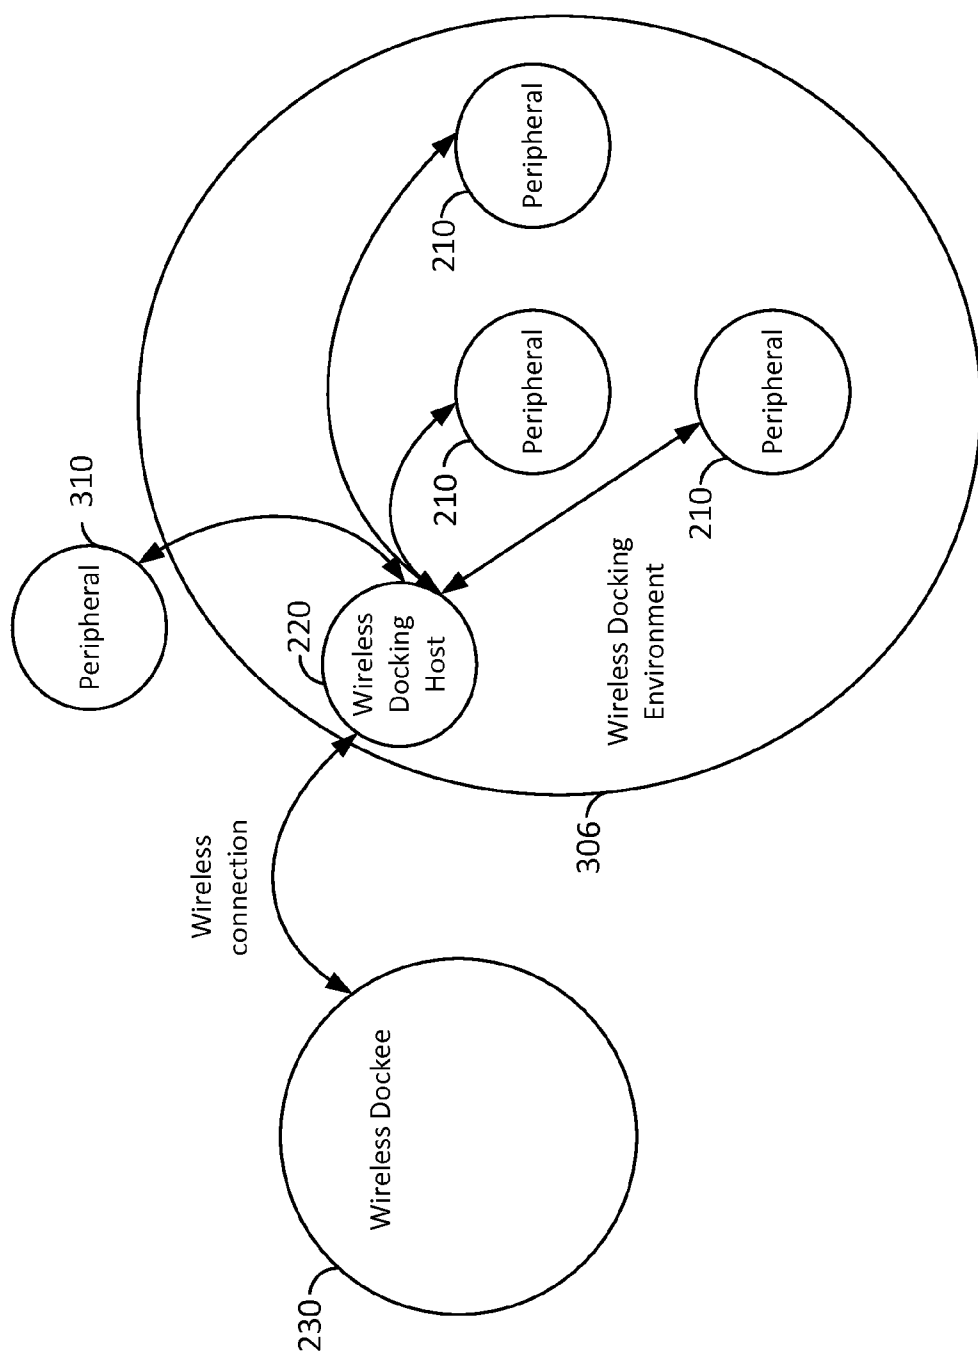 230
Wireless Dockee
Wireless
connection
306
Wireless Docking
Environment
220
Wireless
Docking
Host
Peripheral
310
210
Peripheral
210
Peripheral
210
Peripheral